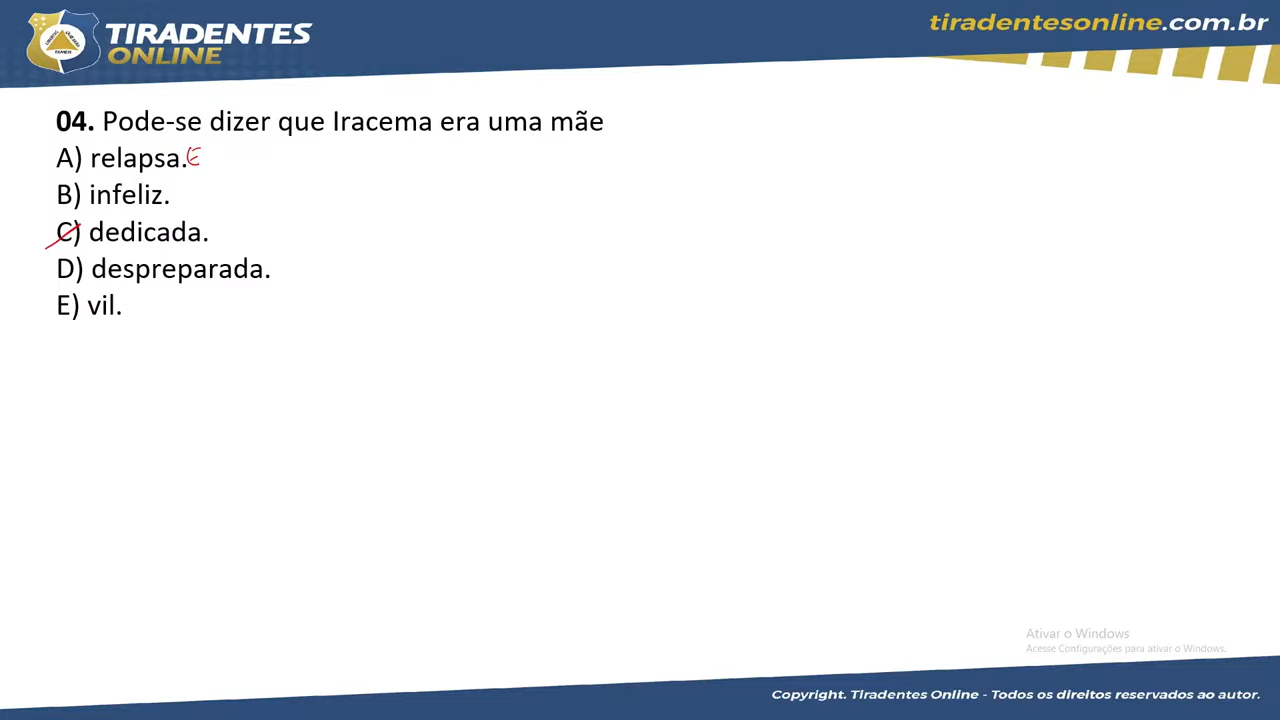 TIRADENTES
ONLINE
tiradentesonline.com.br
04. Pode-se dizer que Iracema era uma mãe
A) relapsa. E
B) infeliz.
C) dedicada.
D) despreparada.
E) vil.
Ativar o Windows
Acesse Configurações para ativar o Windows.
Copyright. Tiradentes Online - Todos os direitos reservados ao autor.